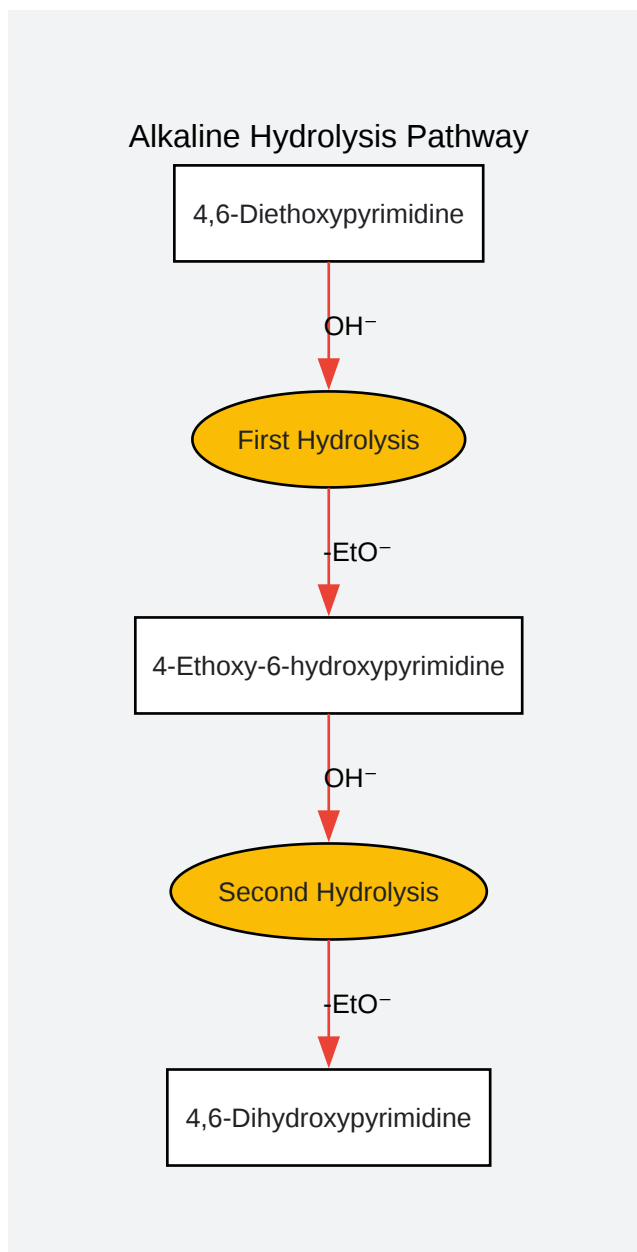 Alkaline Hydrolysis Pathway
4,6-Diethoxypyrimidine
OH⁻
First Hydrolysis
-EtO⁻
4-Ethoxy-6-hydroxypyrimidine
OH⁻
Second Hydrolysis
-EtO⁻
4,6-Dihydroxypyrimidine